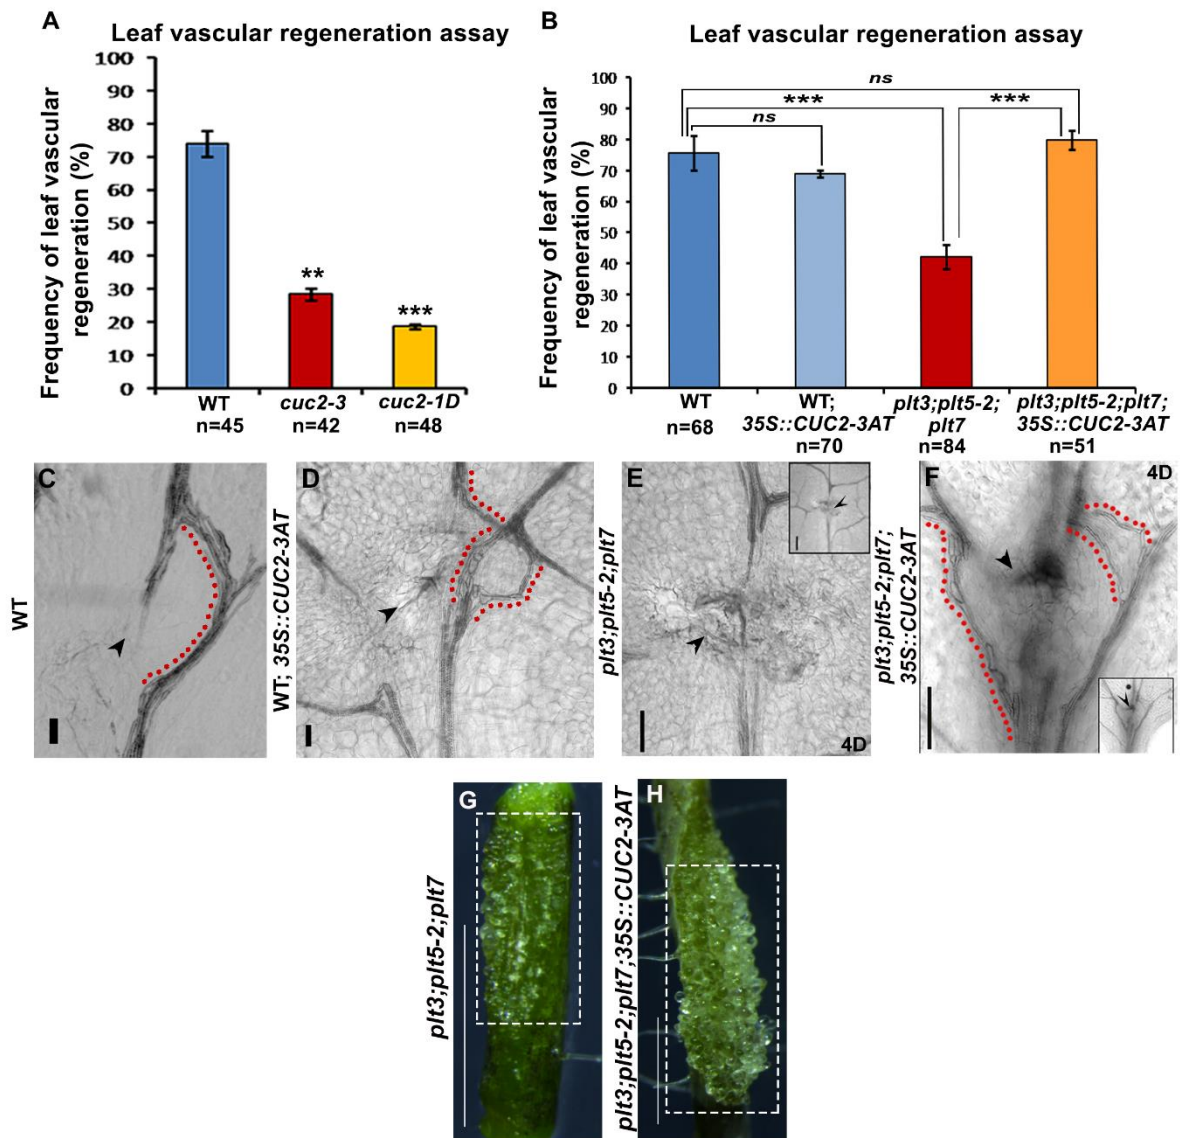 A
Leaf vascular regeneration assay
Frequency of leaf vascular
regeneration (%)
100
90
80
70
60
50
40
30
20
10
0
**
***
WT
n=45
cuc2-3
n=42
cuc2-1D
n=48
B
Leaf vascular regeneration assay
Frequency of leaf vascular
regeneration (%)
100
90
80
70
60
50
40
30
20
10
0
ns
***
***
ns
WT
n=68
WT;
35S::CUC2-3AT
n=70
plt3;plt5-2;
plt7
n=84
plt3;plt5-2;plt7;
35S::CUC2-3AT
n=51
C
WT
D
WT; 35S::CUC2-3AT
E
plt3;plt5-2;plt7
4D
F
plt3;plt5-2;plt7;
35S::CUC2-3AT
4D
G
plt3;plt5-2;plt7
H
plt3;plt5-2;plt7;35S::CUC2-3AT